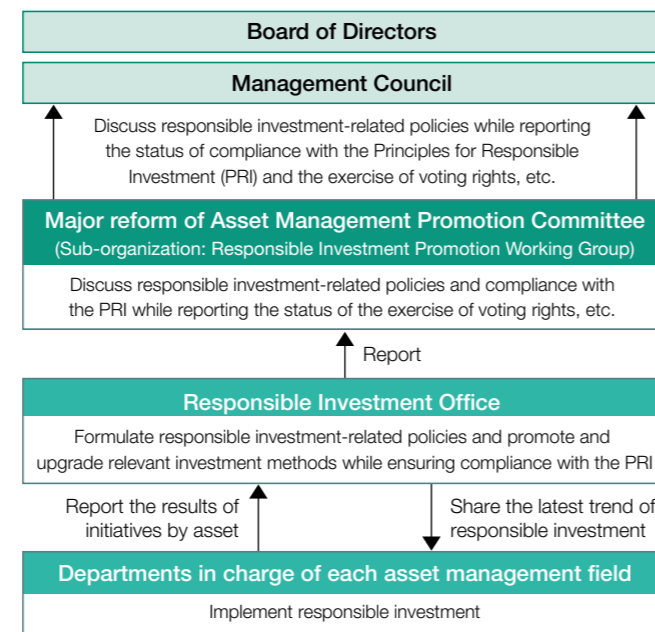 Board of Directors
Management Council
Discuss responsible investment-related policies while reporting
the status of compliance with the Principles for Responsible
Investment (PRI) and the exercise of voting rights, etc.
Major reform of Asset Management Promotion Committee
(Sub-organization: Responsible Investment Promotion Working Group)
Discuss responsible investment-related policies and compliance with
the PRI while reporting the status of the exercise of voting rights, etc.
Report
Responsible Investment Office
Formulate responsible investment-related policies and promote and
upgrade relevant investment methods while ensuring compliance with the PRI
Report the results of
initiatives by asset
Share the latest trend of
responsible investment
Departments in charge of each asset management field
Implement responsible investment